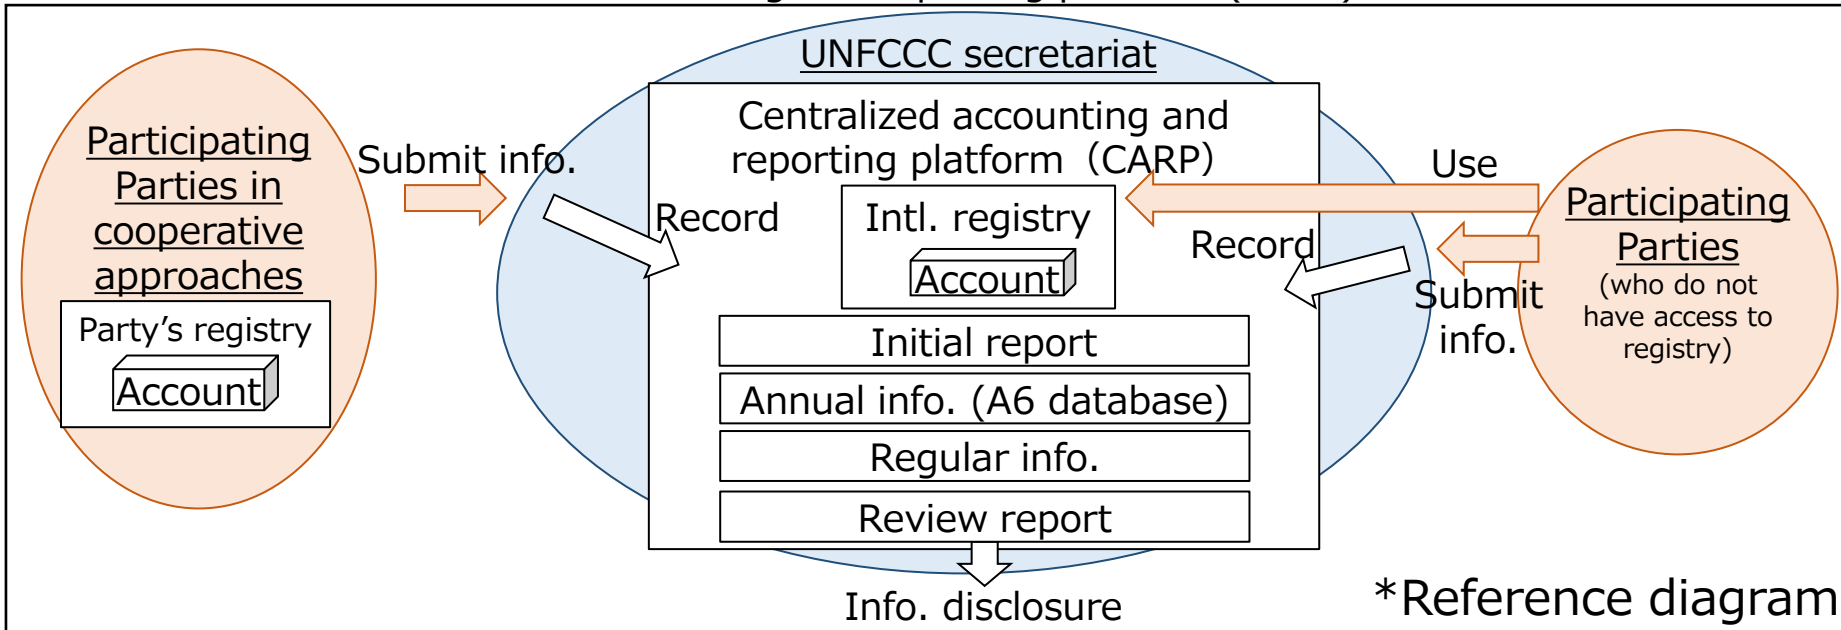 UNFCCC secretariat
Participating
Parties in
cooperative
approaches
Party's registry
Account
Submit info.
Record
Centralized accounting and
reporting platform（CARP）
Intl. registry
Account
Initial report
Annual info. (A6 database)
Regular info.
Review report
Info. disclosure
Use
Record
Submit
info.
Participating
Parties
(who do not
have access to
registry)
*Reference diagram